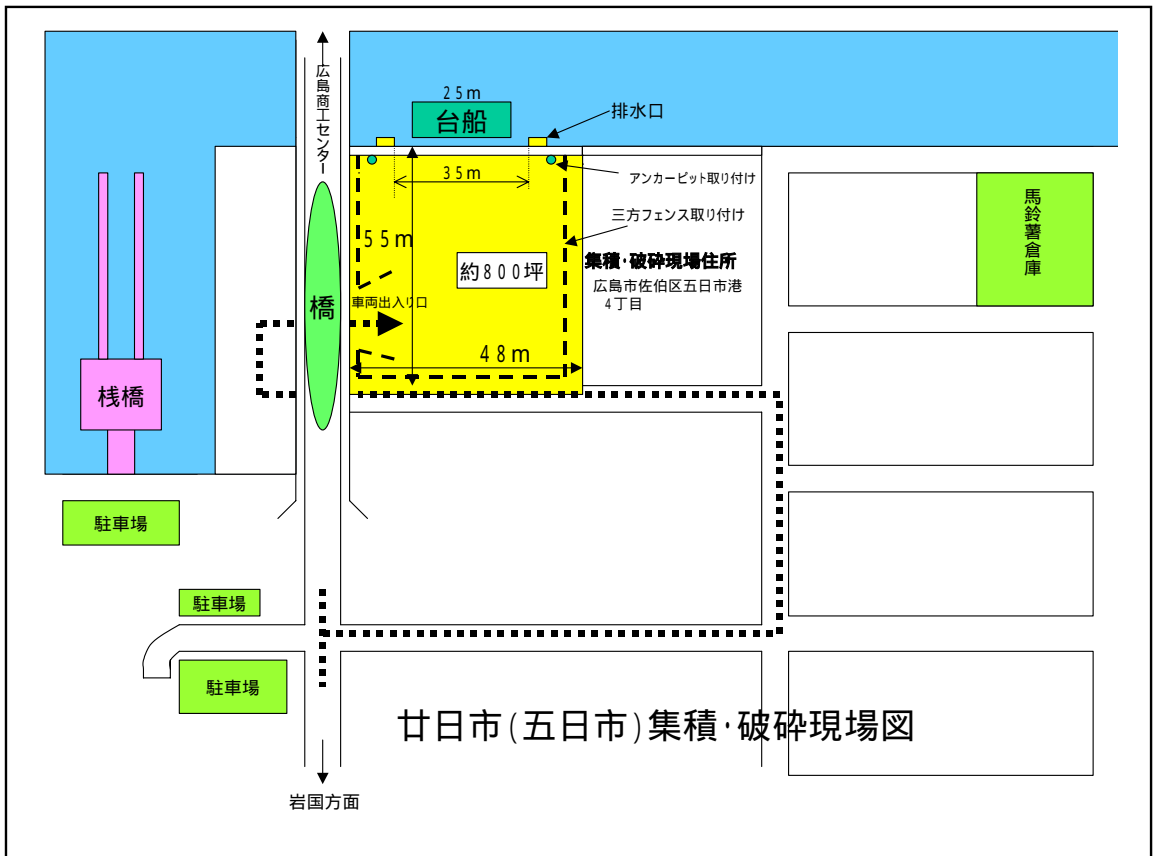 広島商工センター
25m
台船
排水口
35m
アンカーピット取り付け
三方フェンス取り付け
55m
約800坪
集積・破砕現場住所
広島市佐伯区五日市港
4丁目
馬鈴薯倉庫
橋
車両出入り口
48m
桟橋
駐車場
駐車場
駐車場
廿日市(五日市)集積・破砕現場図
岩国方面